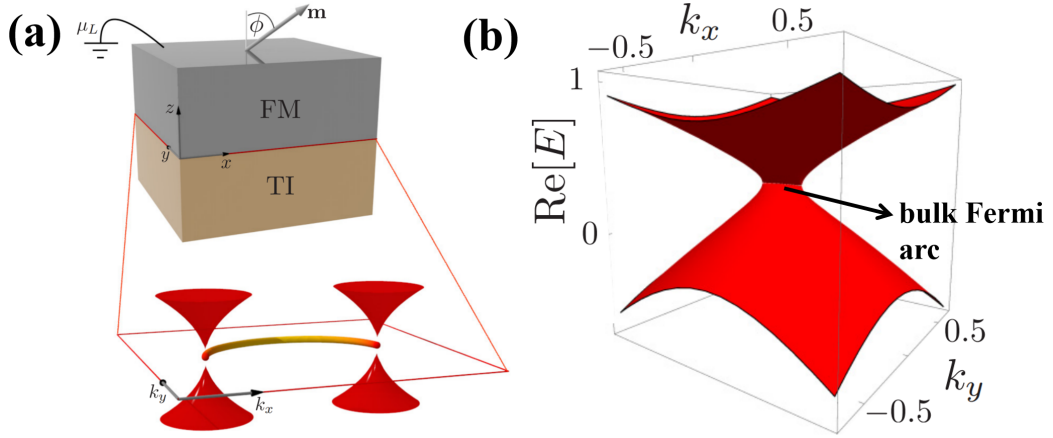 (a)
μ_L
ϕ
m
z
FM
y
x
TI
k_y
k_x
(b)
k_x
−0.5
0.5
1
Re[E]
0
bulk Fermi
arc
0.5
k_y
−0.5